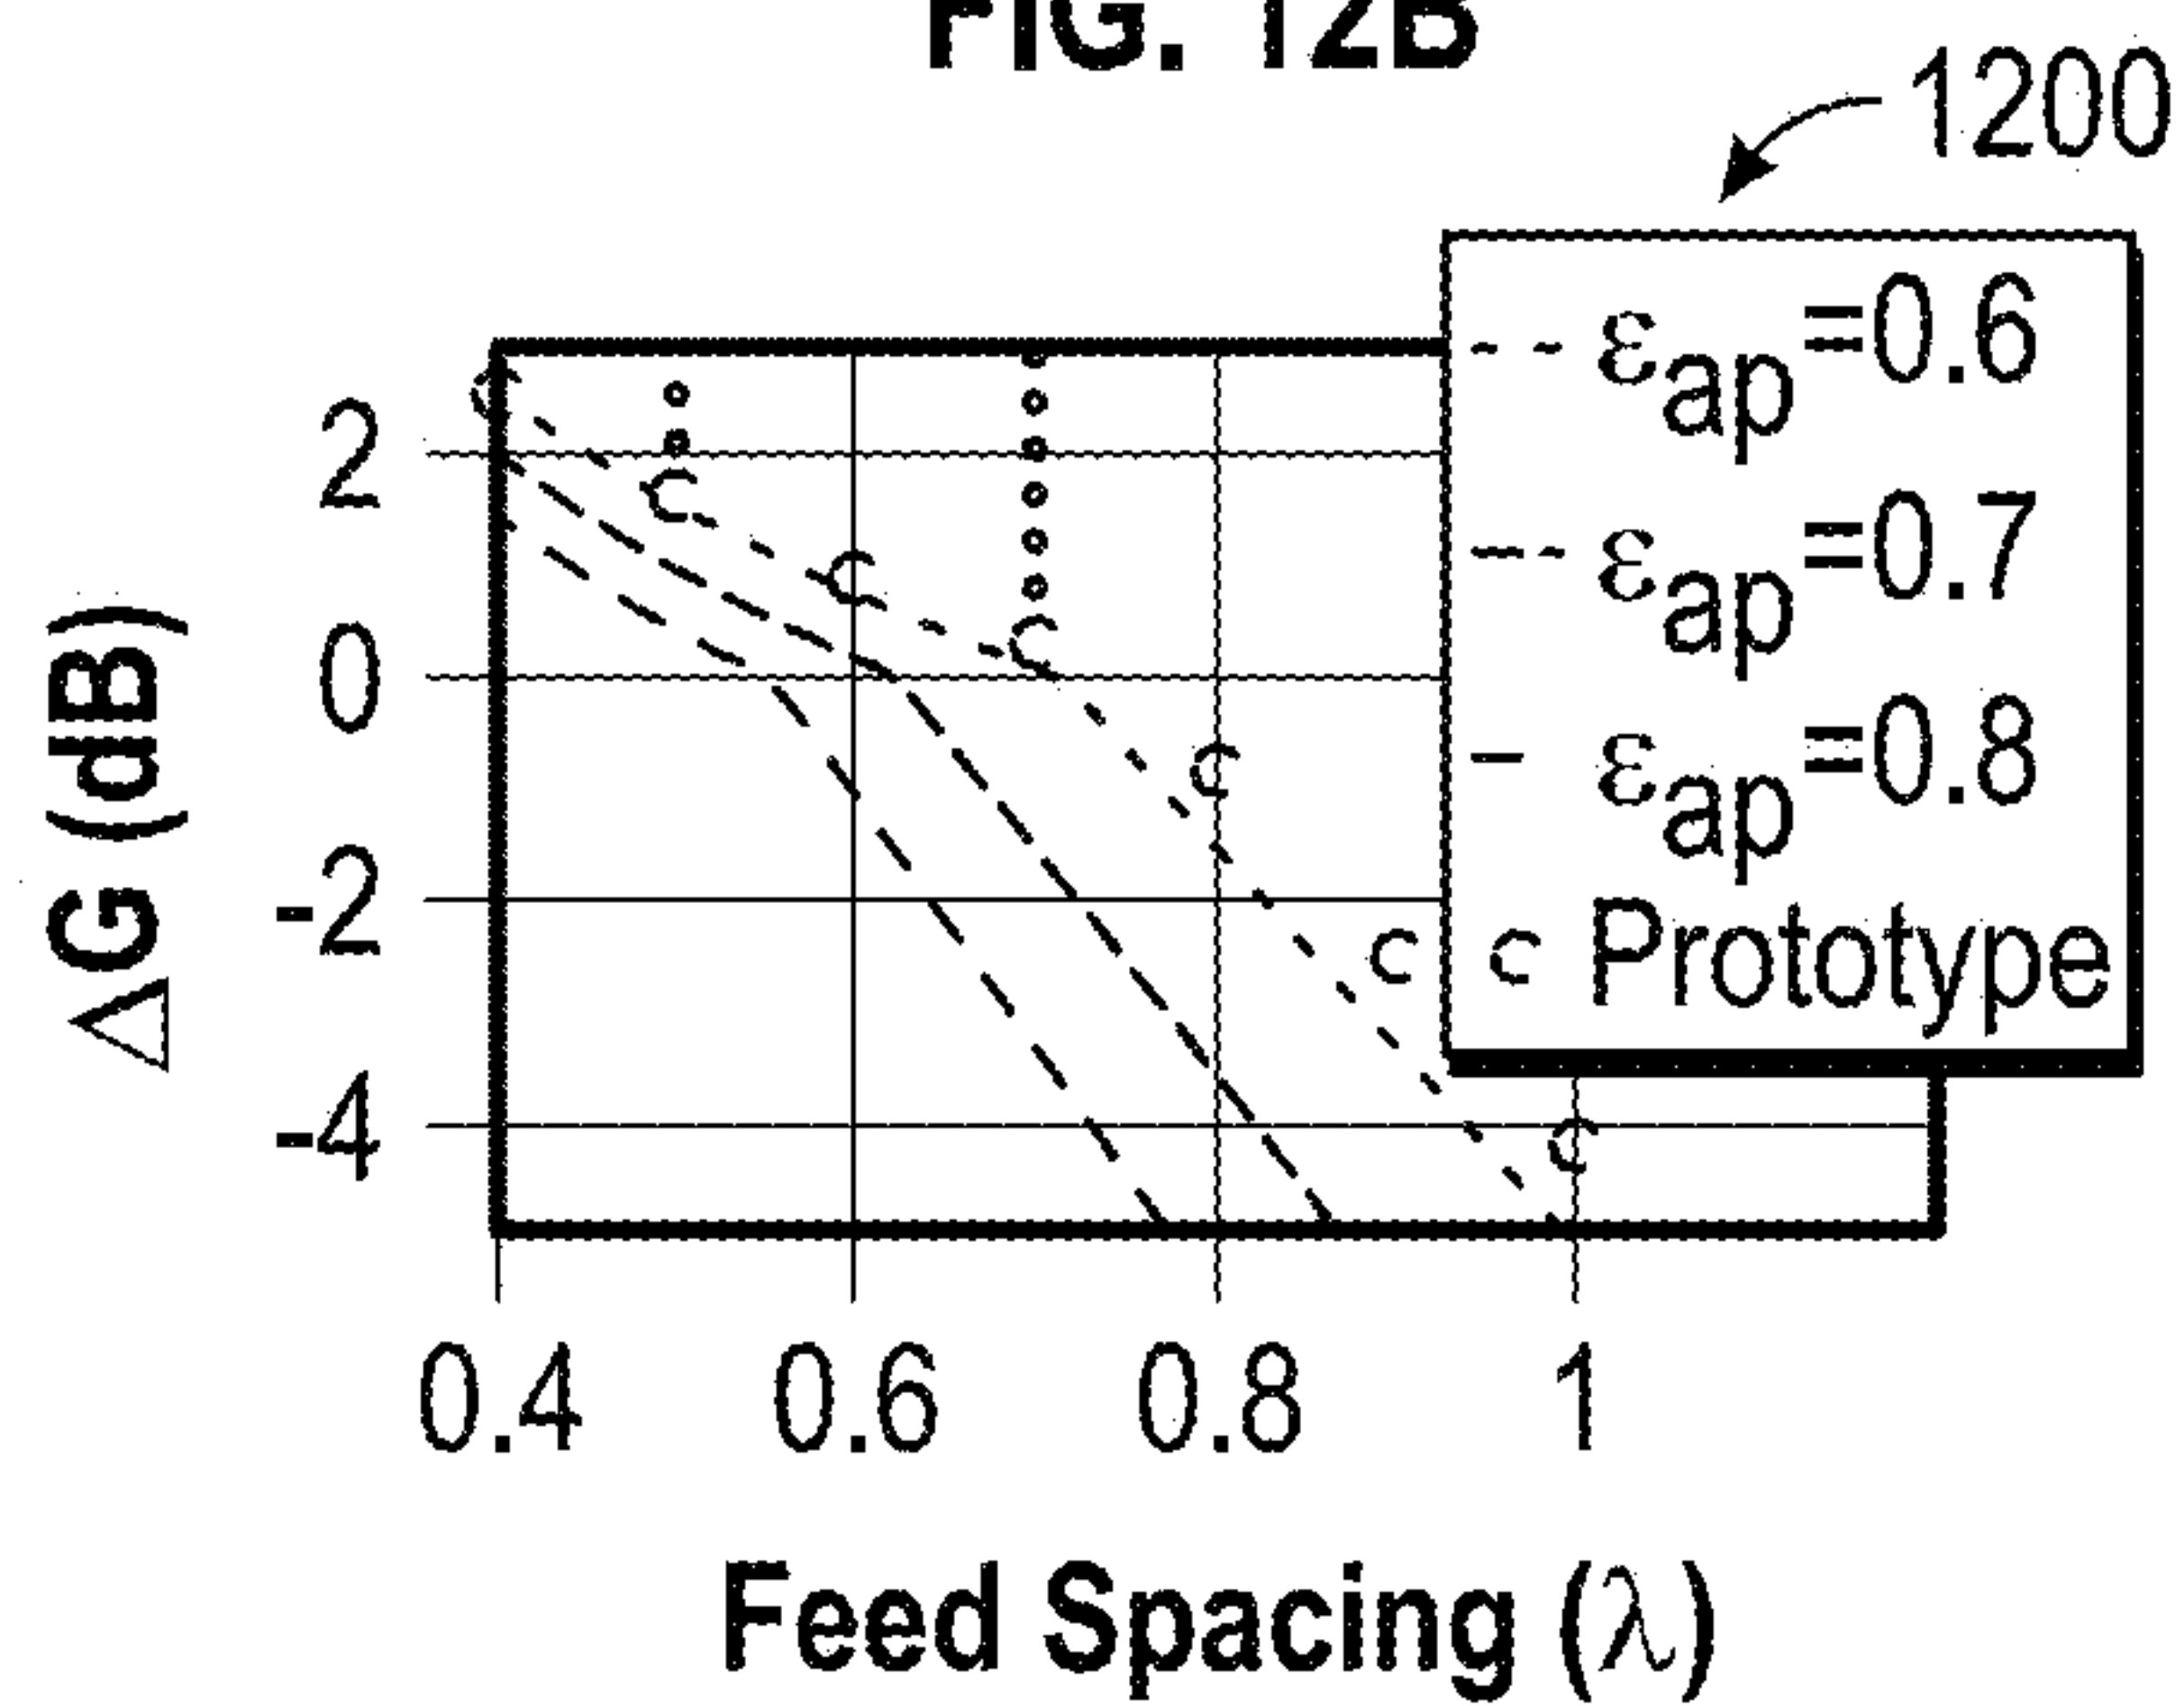 FIG. 12B
1200
εap=0.6
εap=0.7
εap=0.8
c c Prototype
2
0
-2
-4
ΔG (dB)
0.4 0.6 0.8 1
Feed Spacing (λ)